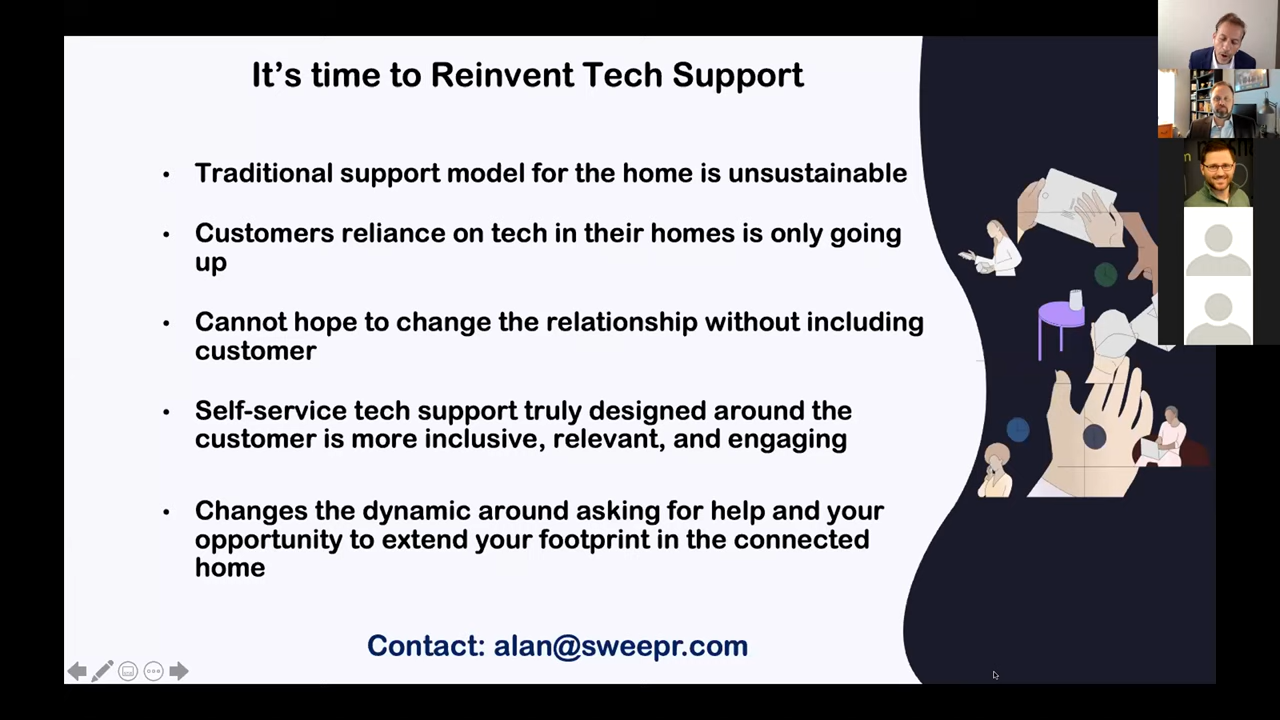 It's time to Reinvent Tech Support
• Traditional support model for the home is unsustainable
• Customers reliance on tech in their homes is only going
up
• Cannot hope to change the relationship without including
customer
• Self-service tech support truly designed around the
customer is more inclusive, relevant, and engaging
• Changes the dynamic around asking for help and your
opportunity to extend your footprint in the connected
home
Contact: alan@sweepr.com